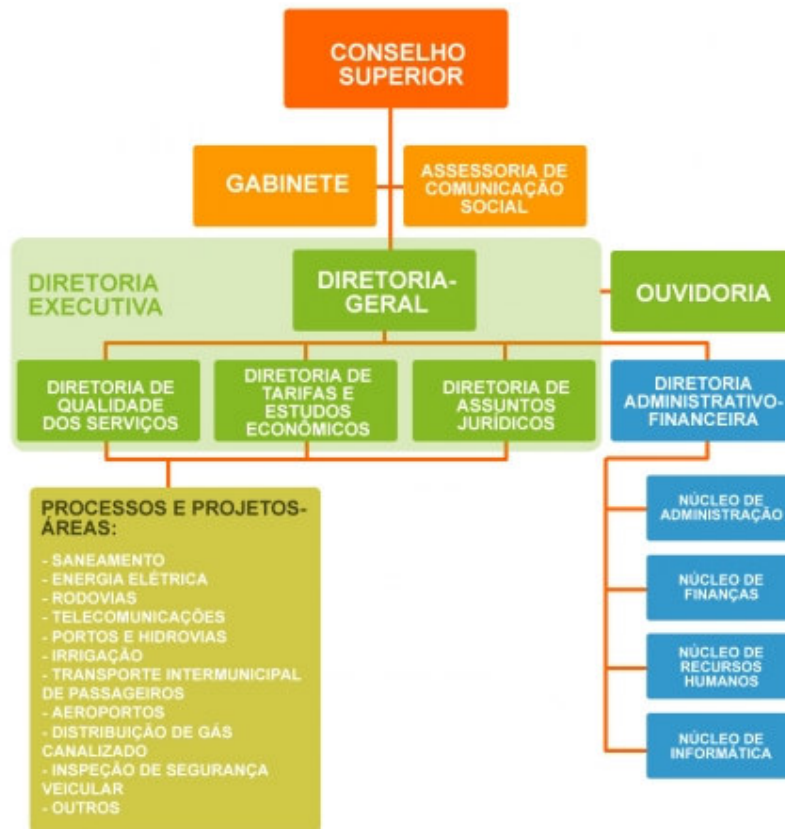 CONSELHO
SUPERIOR
GABINETE
ASSESSORIA DE
COMUNICAÇÃO
SOCIAL
DIRETORIA
EXECUTIVA
DIRETORIA-
GERAL
OUVIDORIA
DIRETORIA DE
QUALIDADE
DOS SERVIÇOS
DIRETORIA DE
TARIFAS E
ESTUDOS
ECONÔMICOS
DIRETORIA DE
ASSUNTOS
JURÍDICOS
DIRETORIA
ADMINISTRATIVO-
FINANCEIRA
PROCESSOS E PROJETOS-
ÁREAS:
- SANEAMENTO
- ENERGIA ELÉTRICA
- RODOVIAS
- TELECOMUNICAÇÕES
- PORTOS E HIDROVIAS
- IRRIGAÇÃO
- TRANSPORTE INTERMUNICIPAL
DE PASSAGEIROS
- AEROPORTOS
- DISTRIBUIÇÃO DE GÁS
CANALIZADO
- INSPEÇÃO DE SEGURANÇA
VEICULAR
- OUTROS
NÚCLEO DE
ADMINISTRAÇÃO
NÚCLEO DE
FINANÇAS
NÚCLEO DE
RECURSOS
HUMANOS
NÚCLEO DE
INFORMÁTICA